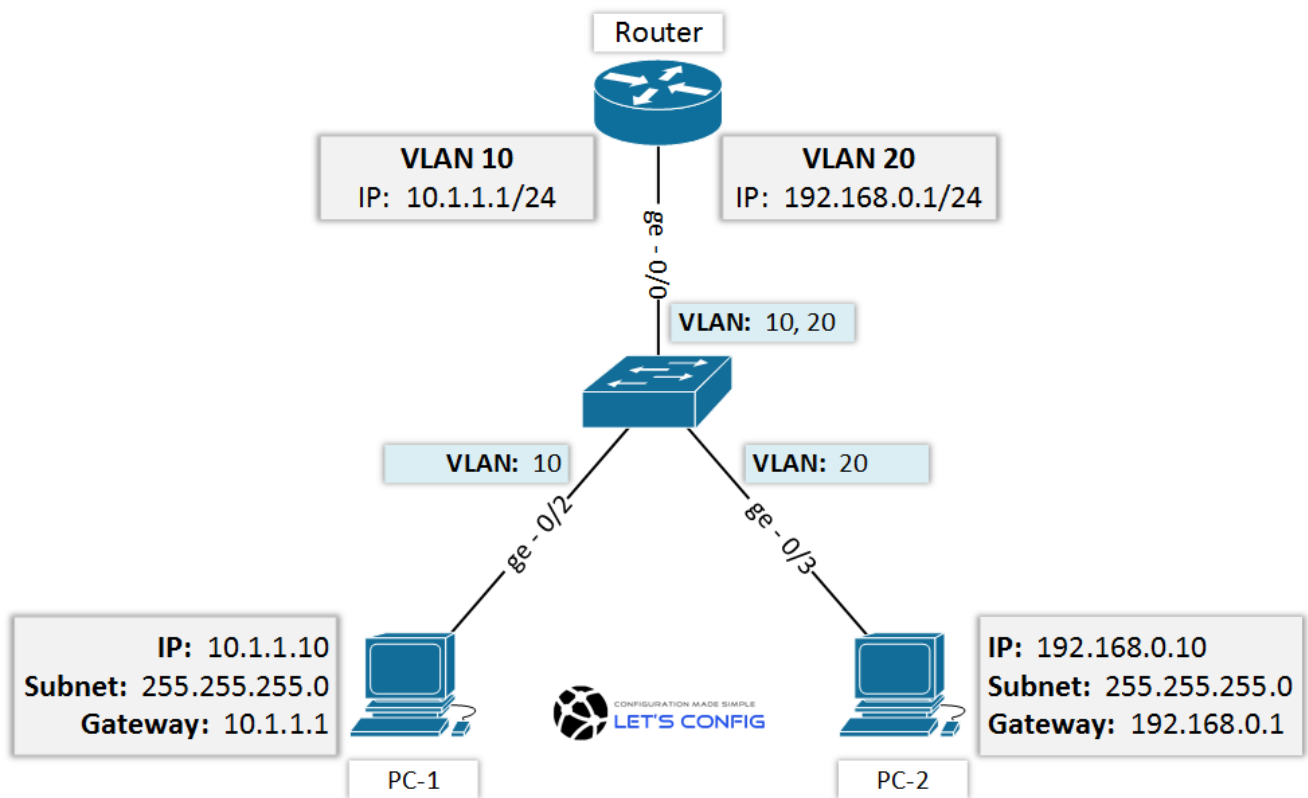 Router
VLAN 10
IP: 10.1.1.1/24
VLAN 20
IP: 192.168.0.1/24
ge - 0/0
VLAN: 10, 20
VLAN: 10
VLAN: 20
ge - 0/2
ge - 0/3
IP: 10.1.1.10
Subnet: 255.255.255.0
Gateway: 10.1.1.1
CONFIGURATION MADE SIMPLE
LET'S CONFIG
IP: 192.168.0.10
Subnet: 255.255.255.0
Gateway: 192.168.0.1
PC-1
PC-2